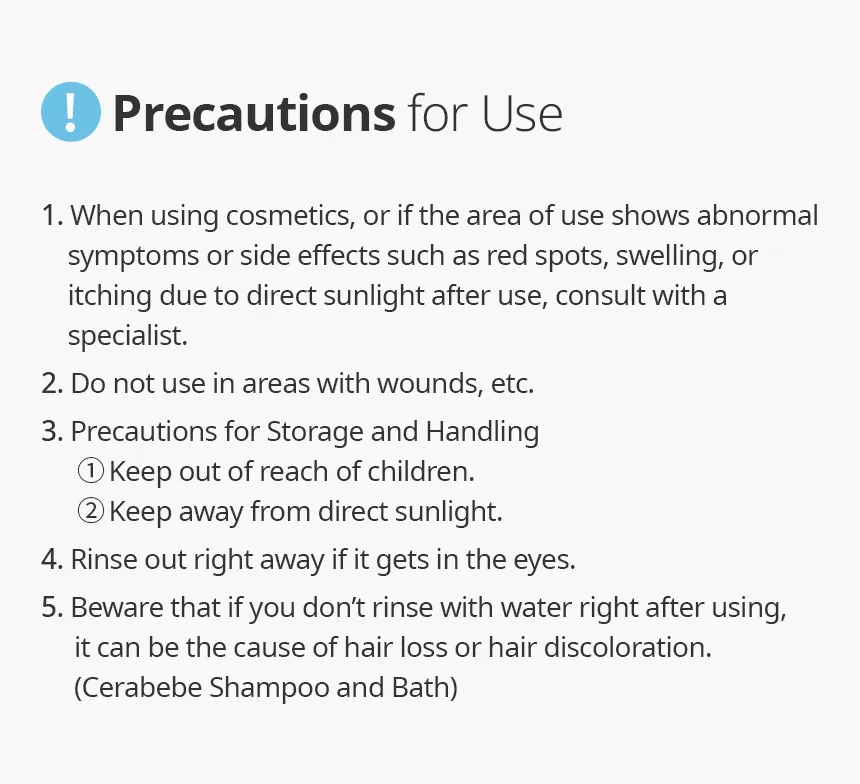 ! Precautions for Use
1. When using cosmetics, or if the area of use shows abnormal
symptoms or side effects such as red spots, swelling, or
itching due to direct sunlight after use, consult with a
specialist.
2. Do not use in areas with wounds, etc.
3. Precautions for Storage and Handling
① Keep out of reach of children.
② Keep away from direct sunlight.
4. Rinse out right away if it gets in the eyes.
5. Beware that if you don’t rinse with water right after using,
it can be the cause of hair loss or hair discoloration.
(Cerabebe Shampoo and Bath)